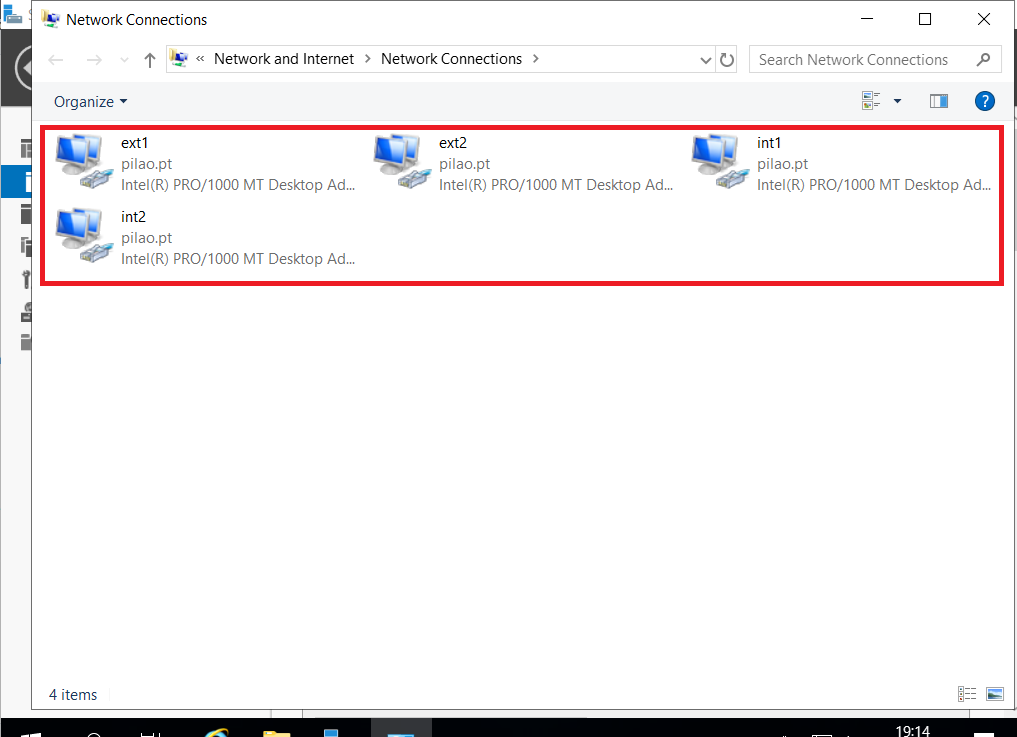 Network Connections
« Network and Internet > Network Connections >
Search Network Connections
Organize
?
ext1
pilao.pt
Intel(R) PRO/1000 MT Desktop Ad...
ext2
pilao.pt
Intel(R) PRO/1000 MT Desktop Ad...
int1
pilao.pt
Intel(R) PRO/1000 MT Desktop Ad...
int2
pilao.pt
Intel(R) PRO/1000 MT Desktop Ad...
4 items
19:14